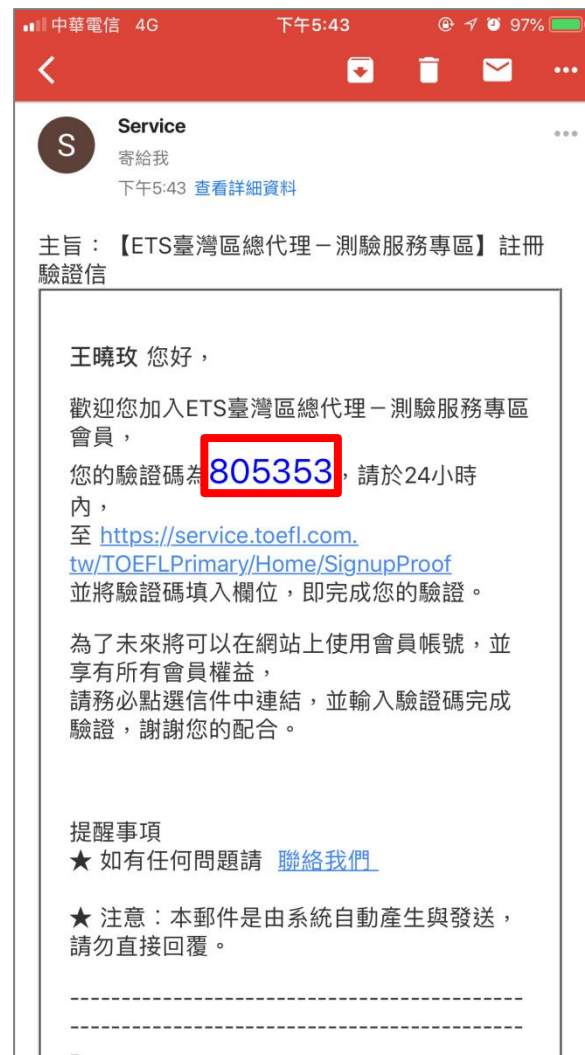 中華電信 4G 下午5:43 97%
S
Service
寄給我
下午5:43 查看詳細資料
主旨：【ETS臺灣區總代理－測驗服務專區】註冊
驗證信
王曉玫 您好，
歡迎您加入ETS臺灣區總代理－測驗服務專區
會員，
您的驗證碼為805353，請於24小時
內，
至 https://service.toefl.com.
tw/TOEFLPrimary/Home/SignupProof
並將驗證碼填入欄位，即完成您的驗證。
為了未來將可以在網站上使用會員帳號，並
享有所有會員權益，
請務必點選信件中連結，並輸入驗證碼完成
驗證，謝謝您的配合。
提醒事項
★ 如有任何問題請 聯絡我們
★ 注意：本郵件是由系統自動產生與發送，
請勿直接回覆。
--------------------------------------------
--------------------------------------------